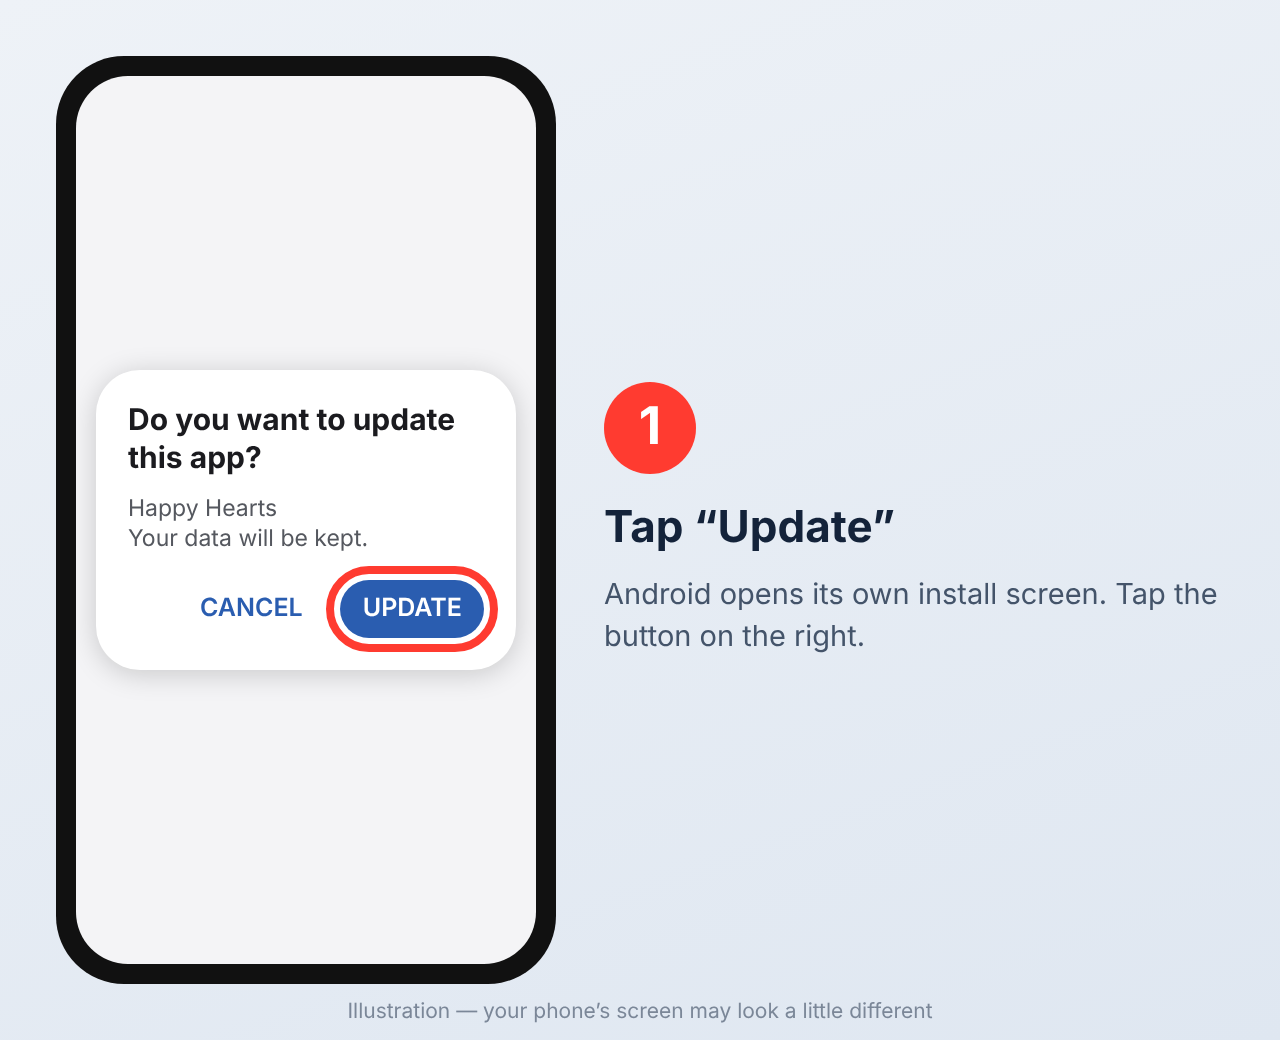 Do you want to update
this app?
Happy Hearts
Your data will be kept.
CANCEL UPDATE
1
Tap “Update”
Android opens its own install screen. Tap the
button on the right.
Illustration — your phone’s screen may look a little different